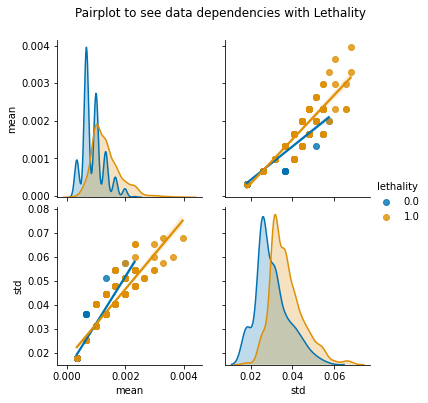 Pairplot to see data dependencies with Lethality
0.004
0.003
0.002
0.001
0.000
mean
lethality
0.0
1.0
0.08
0.07
0.06
0.05
0.04
0.03
0.02
std
0.000 0.002 0.004
mean
0.02 0.04 0.06
std